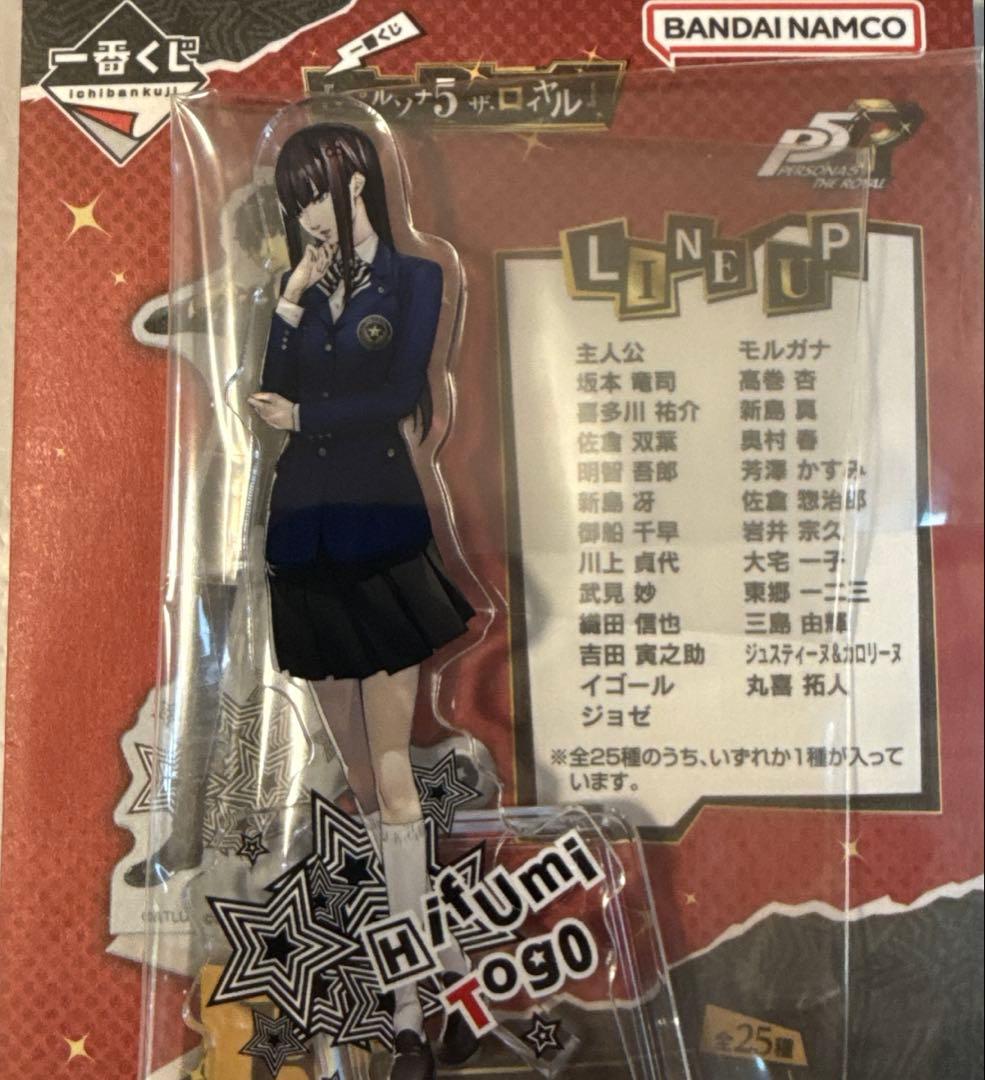 一番くじ
ichibankuji
一番くじ
BANDAI NAMCO
ペルソナ5 ザ・ロイヤル
P5R
PERSONA5
THE ROYAL
LINE UP
主人公 モルガナ
坂本 竜司 高巻 杏
喜多川 祐介 新島 真
佐倉 双葉 奥村 春
明智 吾郎 芳澤 かすみ
新島 冴 佐倉 惣治郎
御船 千早 岩井 宗久
川上 貞代 大宅 一子
武見 妙 東郷 一二三
織田 信也 三島 由輝
吉田 寅之助 ジュスティーヌ&カロリーヌ
イゴール 丸喜 拓人
ジョゼ
※全25種のうち、いずれか1種が入って
います。
Hifumi
Togo
全25種